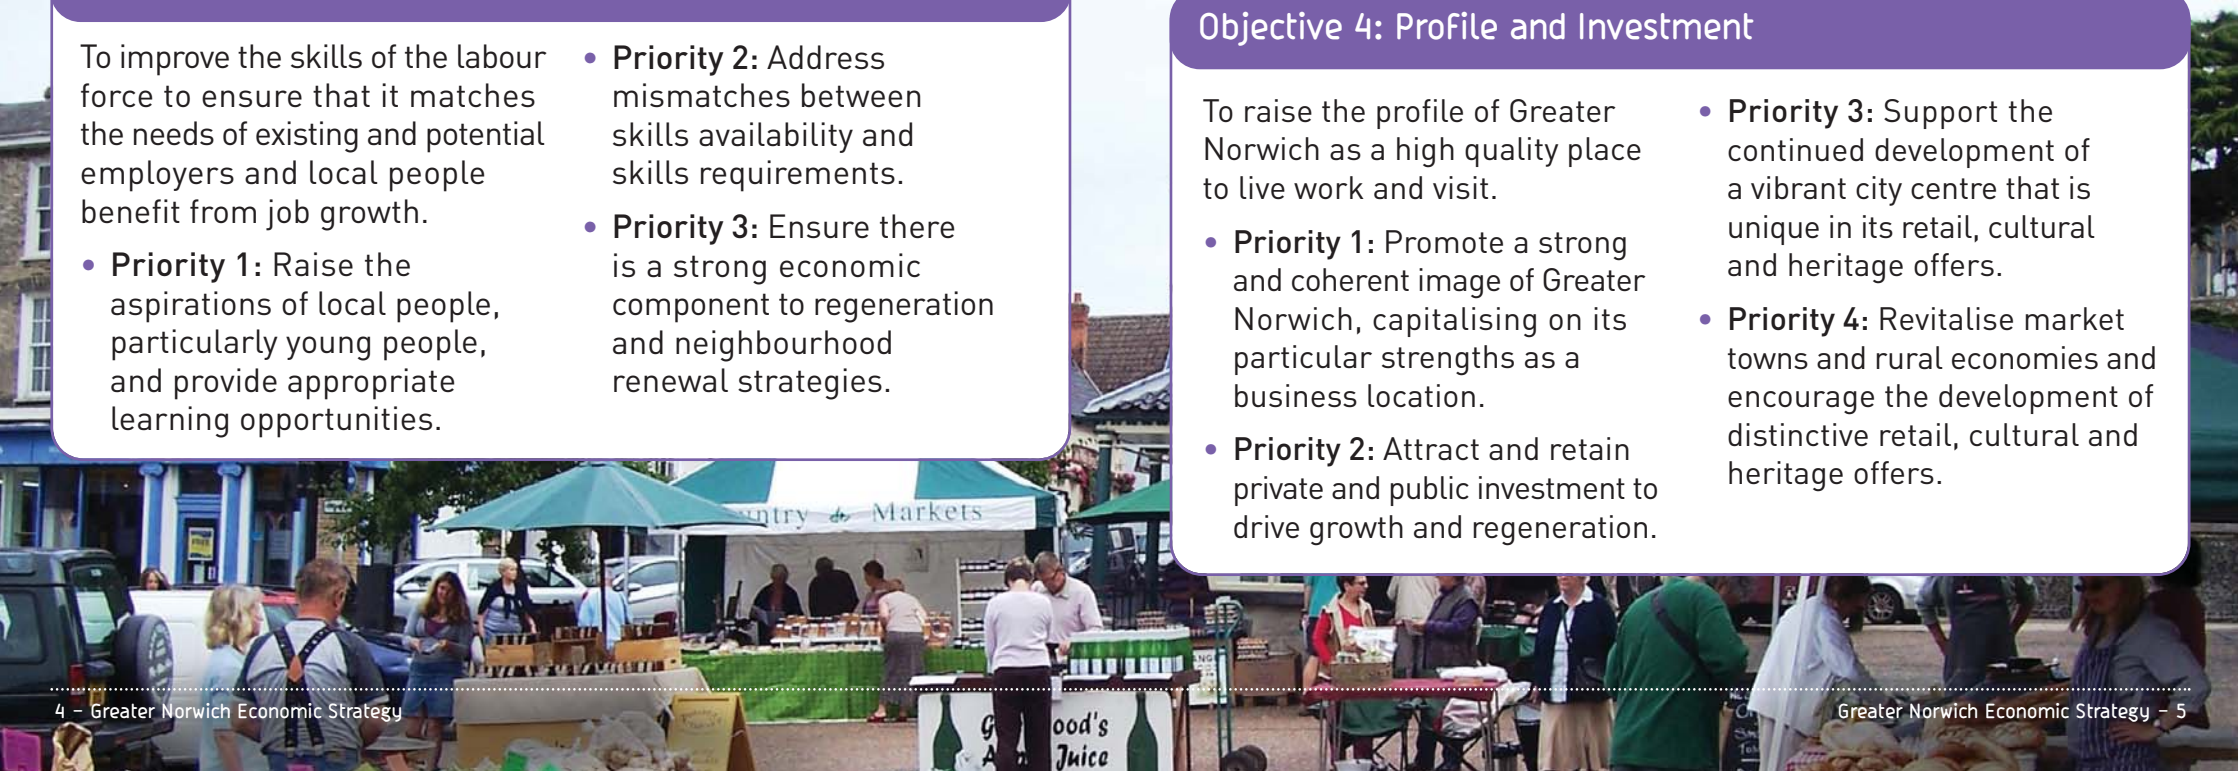 To improve the skills of the labour
force to ensure that it matches
the needs of existing and potential
employers and local people
benefit from job growth.
• Priority 1: Raise the
aspirations of local people,
particularly young people,
and provide appropriate
learning opportunities.
• Priority 2: Address
mismatches between
skills availability and
skills requirements.
• Priority 3: Ensure there
is a strong economic
component to regeneration
and neighbourhood
renewal strategies.
Objective 4: Profile and Investment
To raise the profile of Greater
Norwich as a high quality place
to live work and visit.
• Priority 1: Promote a strong
and coherent image of Greater
Norwich, capitalising on its
particular strengths as a
business location.
• Priority 2: Attract and retain
private and public investment to
drive growth and regeneration.
• Priority 3: Support the
continued development of
a vibrant city centre that is
unique in its retail, cultural
and heritage offers.
• Priority 4: Revitalise market
towns and rural economies and
encourage the development of
distinctive retail, cultural and
heritage offers.
Markets
Juice
4 – Greater Norwich Economic Strategy
Greater Norwich Economic Strategy – 5